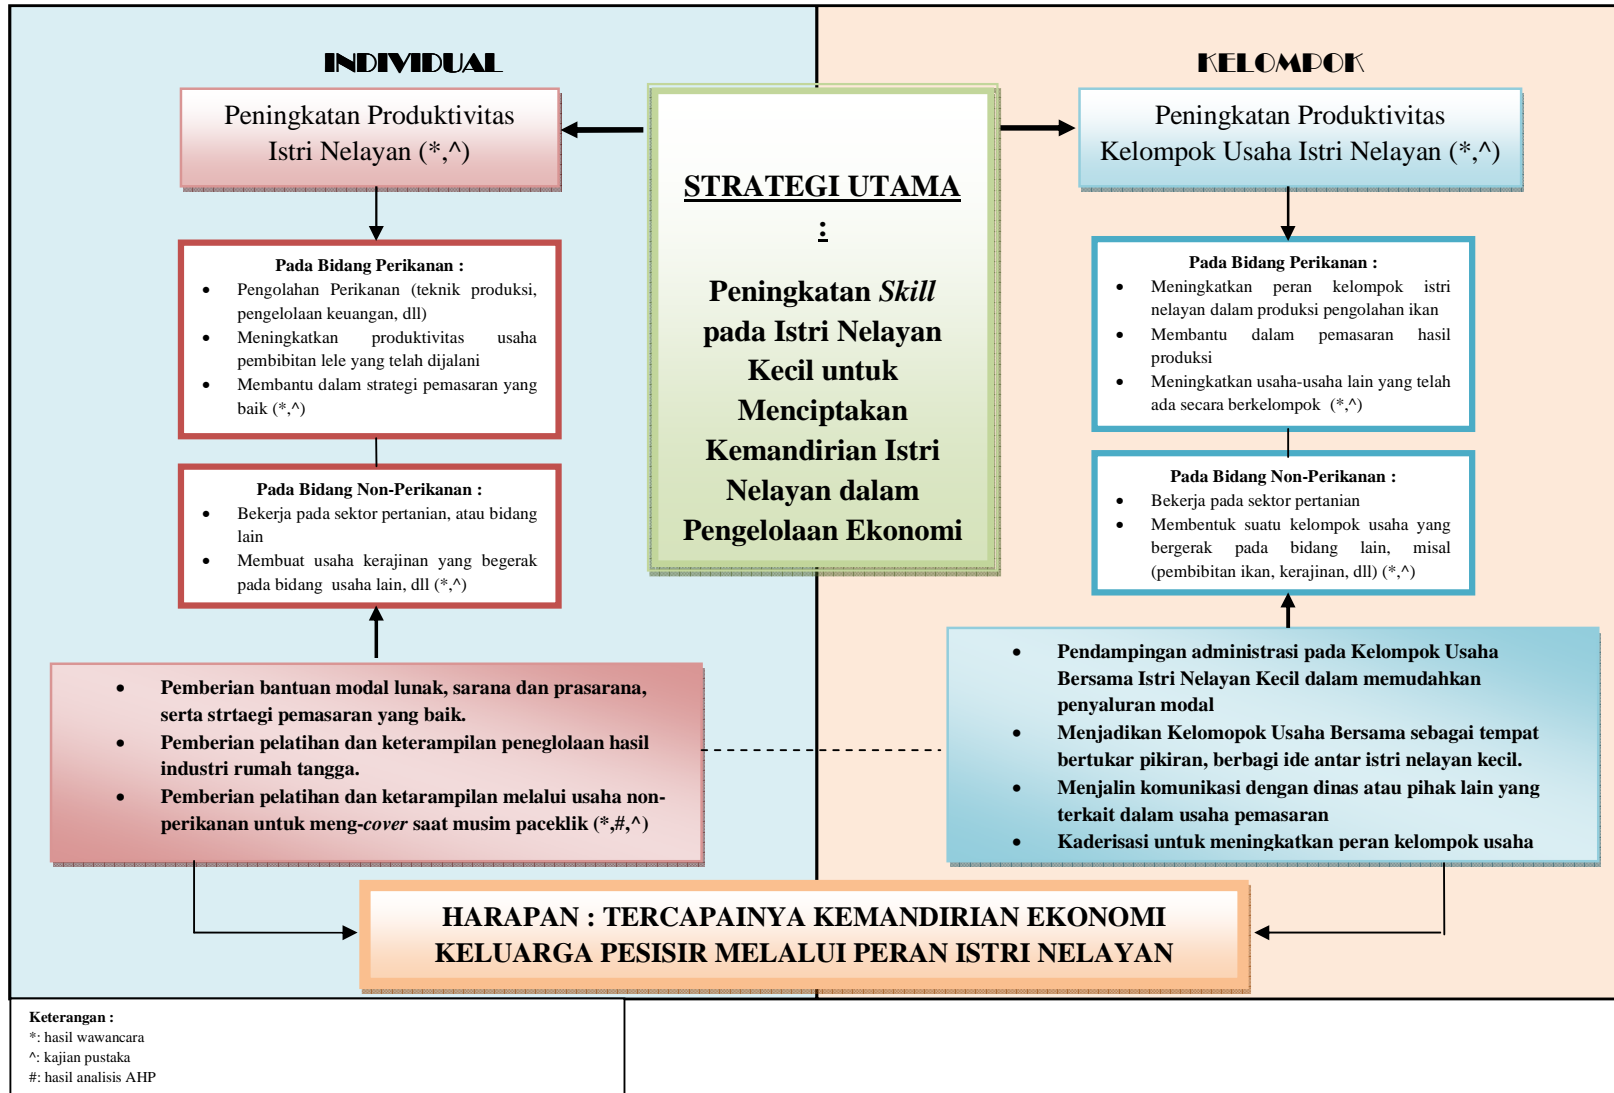 INDIVIDUAL
Peningkatan Produktivitas
Istri Nelayan (*,^)
Pada Bidang Perikanan :
• Pengolahan Perikanan (teknik produksi,
pengelolaan keuangan, dll)
• Meningkatkan produktivitas usaha
pembibitan lele yang telah dijalani
• Membantu dalam strategi pemasaran yang
baik (*,^)
Pada Bidang Non-Perikanan :
• Bekerja pada sektor pertanian, atau bidang
lain
• Membuat usaha kerajinan yang begerak
pada bidang usaha lain, dll (*,^)
• Pemberian bantuan modal lunak, sarana dan prasarana,
serta strtaegi pemasaran yang baik.
• Pemberian pelatihan dan keterampilan peneglolaan hasil
industri rumah tangga.
• Pemberian pelatihan dan ketarampilan melalui usaha non-
perikanan untuk meng-cover saat musim paceklik (*,#,^)
STRATEGI UTAMA
:
Peningkatan Skill
pada Istri Nelayan
Kecil untuk
Menciptakan
Kemandirian Istri
Nelayan dalam
Pengelolaan Ekonomi
KELOMPOK
Peningkatan Produktivitas
Kelompok Usaha Istri Nelayan (*,^)
Pada Bidang Perikanan :
• Meningkatkan peran kelompok istri
nelayan dalam produksi pengolahan ikan
• Membantu dalam pemasaran hasil
produksi
• Meningkatkan usaha-usaha lain yang telah
ada secara berkelompok (*,^)
Pada Bidang Non-Perikanan :
• Bekerja pada sektor pertanian
• Membentuk suatu kelompok usaha yang
bergerak pada bidang lain, misal
(pembibitan ikan, kerajinan, dll) (*,^)
• Pendampingan administrasi pada Kelompok Usaha
Bersama Istri Nelayan Kecil dalam memudahkan
penyaluran modal
• Menjadikan Kelomopok Usaha Bersama sebagai tempat
bertukar pikiran, berbagi ide antar istri nelayan kecil.
• Menjalin komunikasi dengan dinas atau pihak lain yang
terkait dalam usaha pemasaran
• Kaderisasi untuk meningkatkan peran kelompok usaha
HARAPAN : TERCAPAINYA KEMANDIRIAN EKONOMI
KELUARGA PESISIR MELALUI PERAN ISTRI NELAYAN
Keterangan :
*: hasil wawancara
^: kajian pustaka
#: hasil analisis AHP